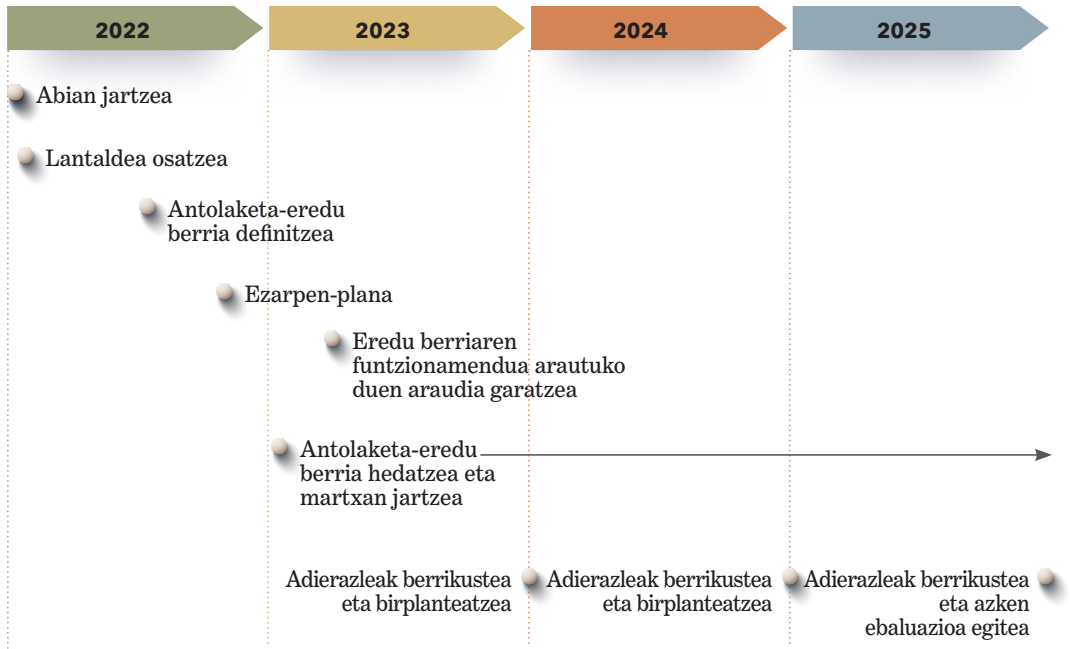 2022
2023
2024
2025
Abian jartzea
Lantaldea osatzea
Antolaketa-eredu
berria definitzea
Ezarpen-plana
Eredu berriaren
funtzionamendua arautuko
duen araudia garatzea
Antolaketa-eredu
berria hedatzea eta
martxan jartzea
Adierazleak berrikustea
eta birplanteatzea
Adierazleak berrikustea
eta birplanteatzea
Adierazleak berrikustea
eta azken
ebaluazioa egitea